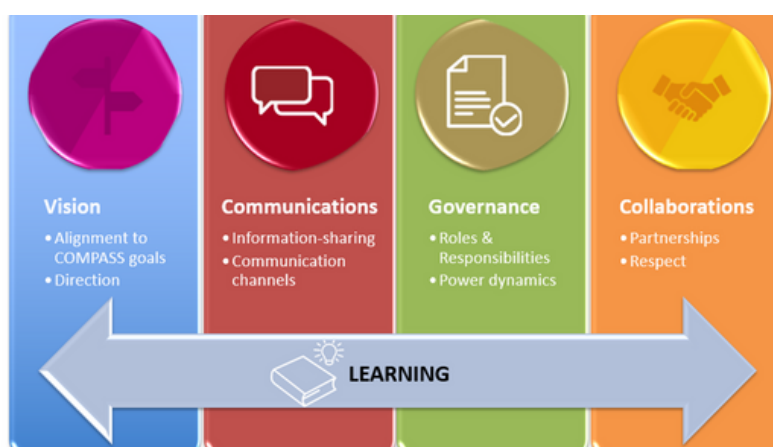 Vision
• Alignment to
COMPASS goals
• Direction
Communications
• Information-sharing
• Communication
channels
Governance
• Roles &
Responsibilities
• Power dynamics
Collaborations
• Partnerships
• Respect
LEARNING